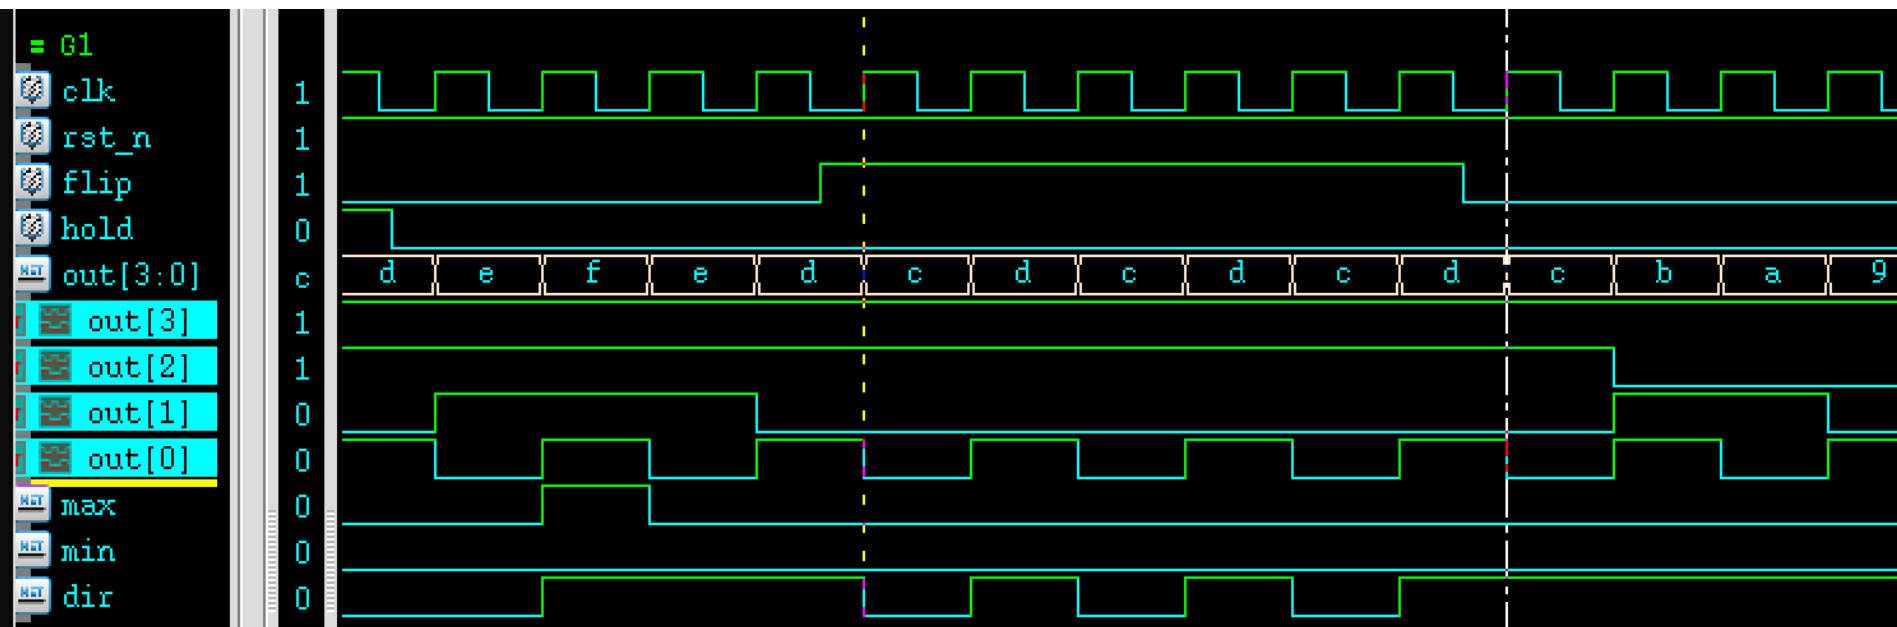 = G1
clk 1
rst_n 1
flip 1
hold 0
out[3:0] c d e f e d c d c d c d c b a 9
out[3] 1
out[2] 1
out[1] 0
out[0] 0
max 0
min 0
dir 0